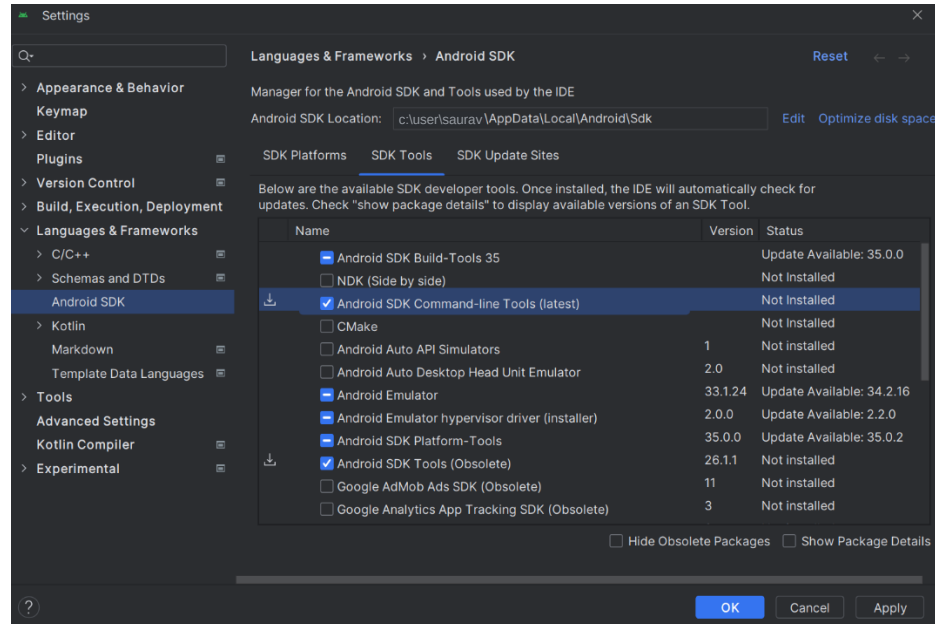 Settings
Languages & Frameworks › Android SDK
Reset
Appearance & Behavior
Keymap
Editor
Plugins
Version Control
Build, Execution, Deployment
Languages & Frameworks
C/C++
Schemas and DTDs
Android SDK
Kotlin
Markdown
Template Data Languages
Tools
Advanced Settings
Kotlin Compiler
Experimental
Manager for the Android SDK and Tools used by the IDE
Android SDK Location: c:\user\saurav\AppData\Local\Android\Sdk Edit Optimize disk space
SDK Platforms SDK Tools SDK Update Sites
Below are the available SDK developer tools. Once installed, the IDE will automatically check for
updates. Check "show package details" to display available versions of an SDK Tool.
Name Version Status
Android SDK Build-Tools 35 Update Available: 35.0.0
NDK (Side by side) Not Installed
Android SDK Command-line Tools (latest) Not Installed
CMake Not Installed
Android Auto API Simulators 1 Not installed
Android Auto Desktop Head Unit Emulator 2.0 Not installed
Android Emulator 33.1.24 Update Available: 34.2.16
Android Emulator hypervisor driver (installer) 2.0.0 Update Available: 2.2.0
Android SDK Platform-Tools 35.0.0 Update Available: 35.0.2
Android SDK Tools (Obsolete) 26.1.1 Not installed
Google AdMob Ads SDK (Obsolete) 11 Not installed
Google Analytics App Tracking SDK (Obsolete) 3 Not installed
Hide Obsolete Packages Show Package Details
? OK Cancel Apply